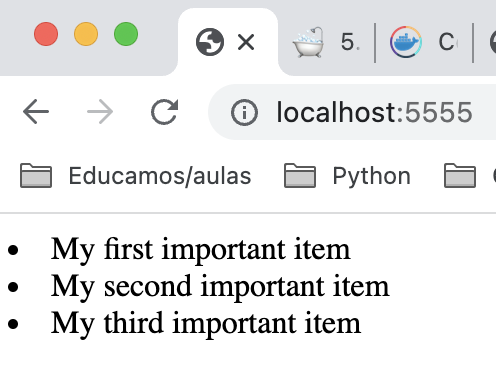 5.
C
localhost:5555
Educamos/aulas
Python
My first important item
My second important item
My third important item